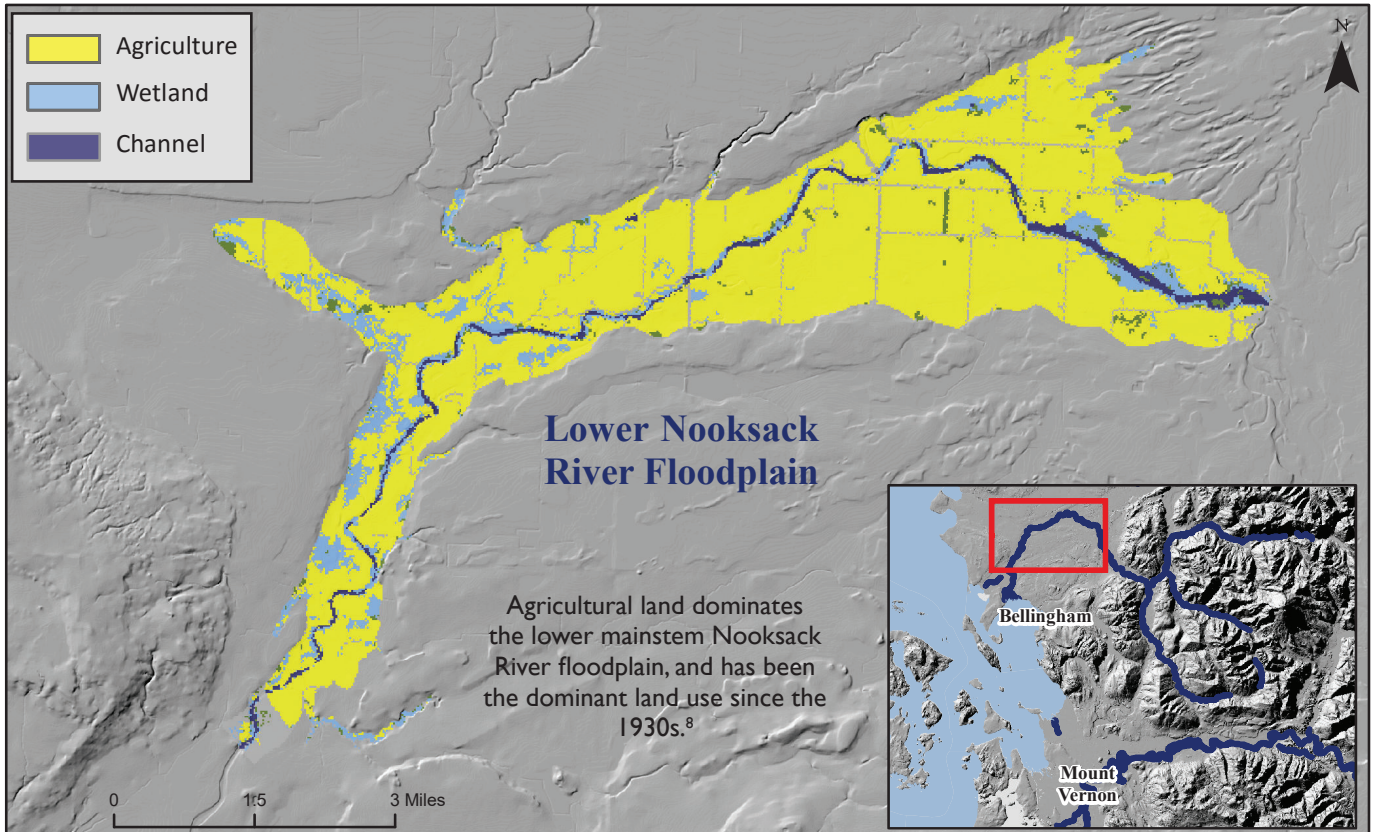 Agriculture
Wetland
Channel
N
Lower Nooksack
River Floodplain
Agricultural land dominates
the lower mainstem Nooksack
River floodplain, and has been
the dominant land use since the
1930s.⁸
0 1.5 3 Miles
Bellingham
Mount
Vernon